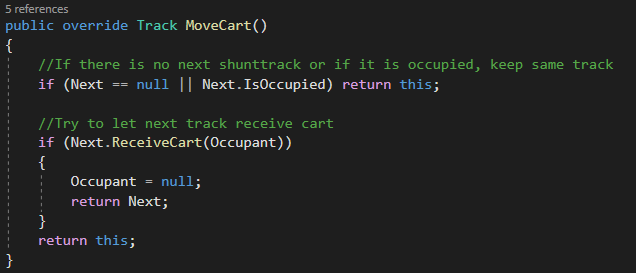 5 references
public override Track MoveCart()
{
//If there is no next shunttrack or if it is occupied, keep same track
if (Next == null || Next.IsOccupied) return this;
//Try to let next track receive cart
if (Next.ReceiveCart(Occupant))
{
Occupant = null;
return Next;
}
return this;
}